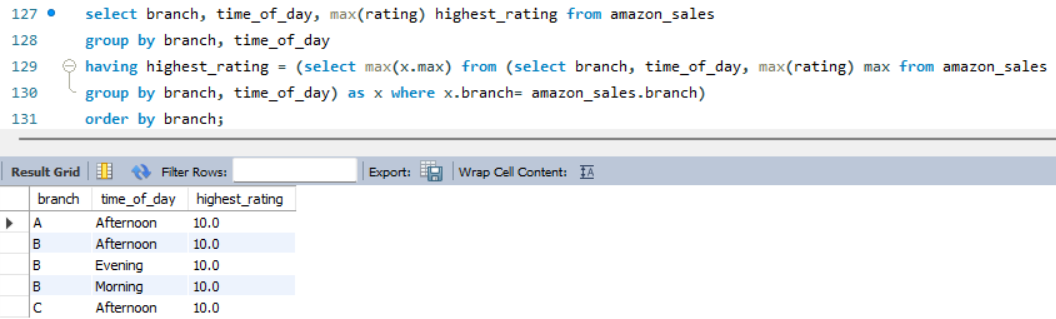 127 select branch, time_of_day, max(rating) highest_rating from amazon_sales
128 group by branch, time_of_day
129 having highest_rating = (select max(x.max) from (select branch, time_of_day, max(rating) max from amazon_sales
130 group by branch, time_of_day) as x where x.branch= amazon_sales.branch)
131 order by branch;
Result Grid Filter Rows: Export: Wrap Cell Content: IA
branch time_of_day highest_rating
A Afternoon 10.0
B Afternoon 10.0
B Evening 10.0
B Morning 10.0
C Afternoon 10.0